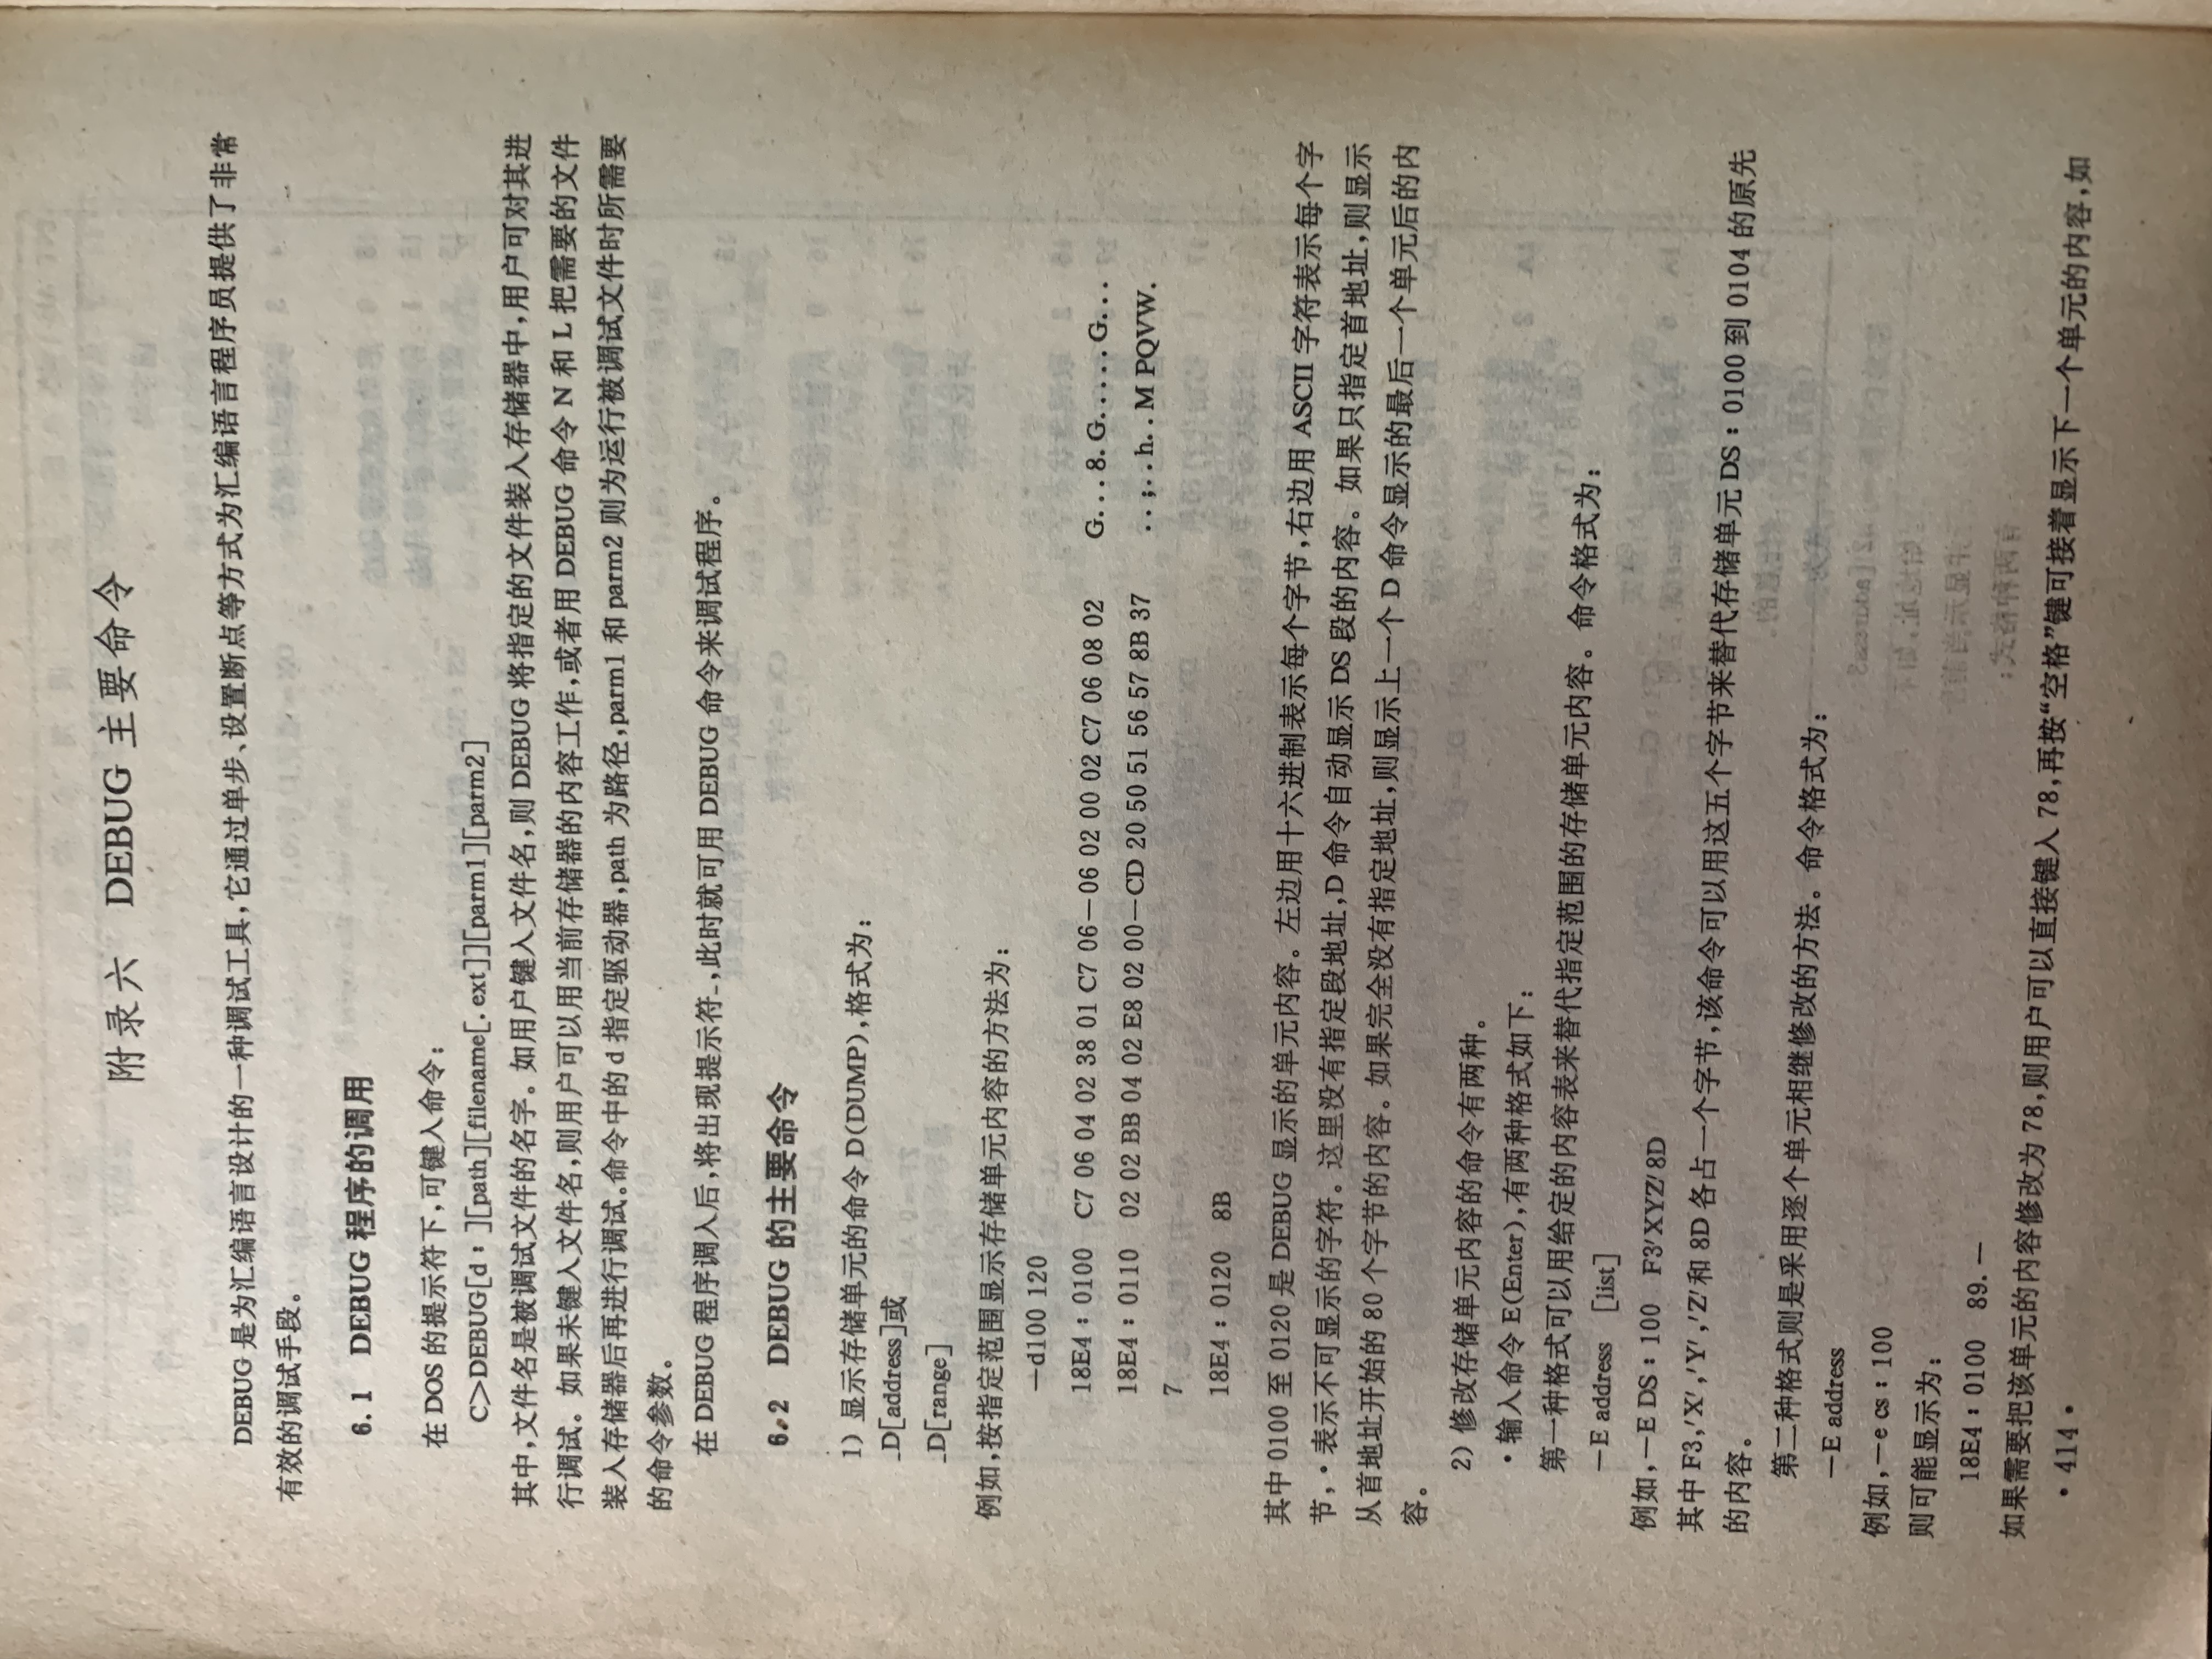 附录六 DEBUG 主要命令
DEBUG 是为汇编语言设计的一种调试工具,它通过单步、设置断点等方式为汇编语言程序员提供了非常
有效的调试手段。
6.1 DEBUG 程序的调用
在 DOS 的提示符下,可键入命令:
C>DEBUG[d:][path][filename[.ext]][parm1][parm2]
其中,文件名是被调试文件的名字。如用户键入文件名,则 DEBUG 将指定的文件装入存储器中,用户可对其进
行调试。如果未键入文件名,则用户可以用当前存储器的内容工作,或者用 DEBUG 命令 N 和 L 把需要的文件
装入存储器后再进行调试。命令中的 d 指定驱动器,path 为路径,parm1 和 parm2 则为运行被调试文件时所需要
的命令参数。
在 DEBUG 程序调入后,将出现提示符_,此时就可用 DEBUG 命令来调试程序。
6.2 DEBUG 的主要命令
1) 显示存储单元的命令 D(DUMP),格式为:
_D[address]或
_D[range]
例如,按指定范围显示存储单元内容的方法为:
—d100 120
18E4:0100 C7 06 04 02 38 01 C7 06—06 02 00 02 C7 06 08 02 G...8.G.....G...
18E4:0110 02 02 BB 04 02 E8 02 00—CD 20 50 51 56 57 8B 37 ..;..h..M PQVW.
7
18E4:0120 8B
其中 0100 至 0120 是 DEBUG 显示的单元内容。左边用十六进制表示每个字节,右边用 ASCII 字符表示每个字
节,·表示不可显示的字符。这里没有指定段地址,D 命令自动显示 DS 段的内容。如果只指定首地址,则显示
从首地址开始的 80 个字节的内容。如果完全没有指定地址,则显示上一个 D 命令显示的最后一个单元后的内
容。
2) 修改存储单元内容的命令有两种。
·输入命令 E(Enter),有两种格式如下:
第一种格式可以用给定的内容表来替代指定范围的存储单元内容。命令格式为:
—E address [list]
例如,—E DS:100 F3'XYZ'8D
其中 F3,'X','Y','Z'和 8D 各占一个字节,该命令可以用这五个字节来替代存储单元 DS:0100 到 0104 的原先
的内容。
第二种格式则是采用逐个单元相继修改的方法。命令格式为:
—E address
例如,—e cs:100
则可能显示为:
18E4:0100 89.—
如果需要把该单元的内容修改为 78,则用户可以直接键入 78,再按“空格”键可接着显示下一个单元的内容,如
·414·